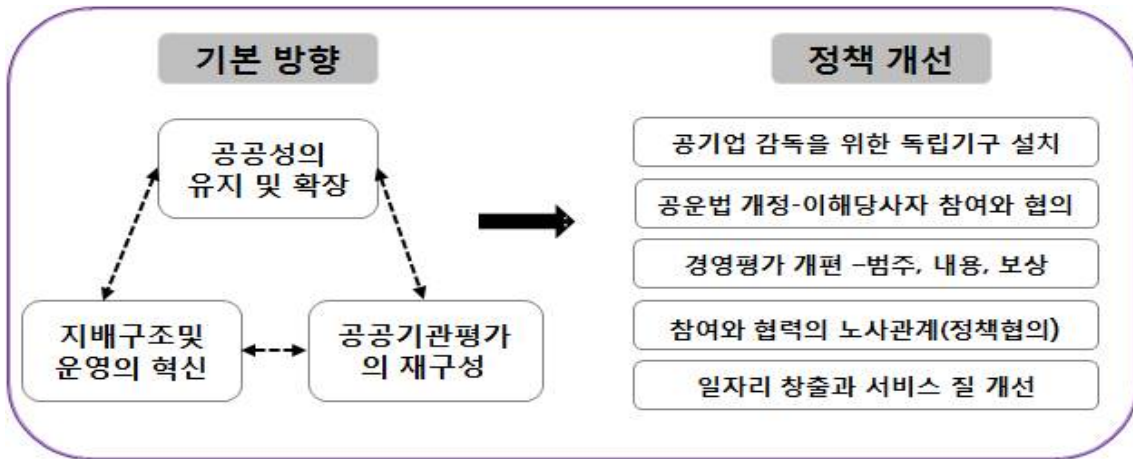 기본 방향
공공성의
유지 및 확장
지배구조및
운영의 혁신
공공기관평가
의 재구성
정책 개선
공기업 감독을 위한 독립기구 설치
공운법 개정-이해당사자 참여와 협의
경영평가 개편 –범주, 내용, 보상
참여와 협력의 노사관계(정책협의)
일자리 창출과 서비스 질 개선